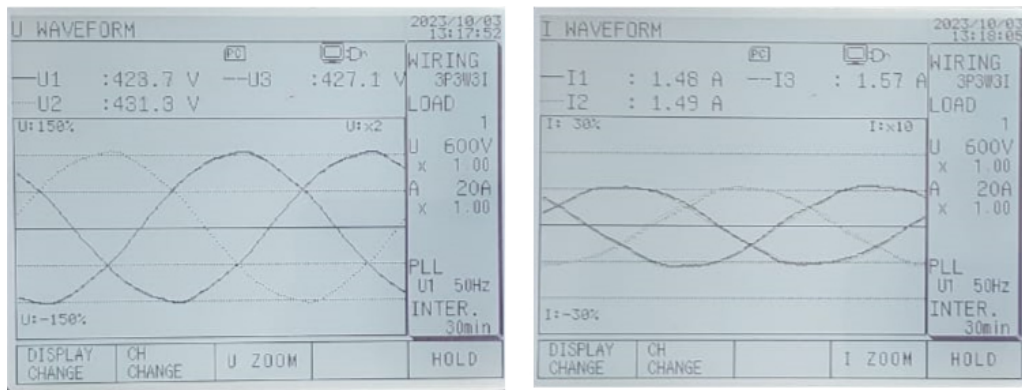 U WAVEFORM
2023/10/03
13:17:52
PC
WIRING
3P3W3I
U1 :428.7 V
U3 :427.1 V
U2 :431.3 V
LOAD
1
U:150%
U:x2
U 600V
x 1.00
A 20A
x 1.00
PLL
U1 50Hz
INTER.
30min
U:-150%
DISPLAY CHANGE
CH CHANGE
U ZOOM
HOLD
I WAVEFORM
2023/10/03
13:18:05
PC
WIRING
3P3W3I
I1 : 1.48 A
I3 : 1.57 A
I2 : 1.49 A
LOAD
1
I: 30%
I:x10
U 600V
x 1.00
A 20A
x 1.00
PLL
U1 50Hz
INTER.
30min
I:-30%
DISPLAY CHANGE
CH CHANGE
I ZOOM
HOLD